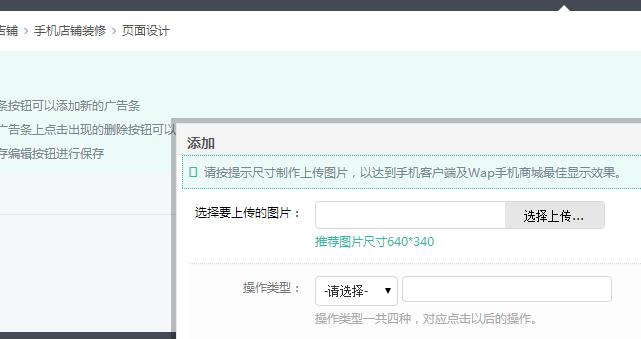 店铺 > 手机店铺装修 > 页面设计
条按钮可以添加新的广告条
广告条上点击出现的删除按钮可以
存编辑按钮进行保存
添加
请按提示尺寸制作上传图片，以达到手机客户端及Wap手机商城最佳显示效果。
选择要上传的图片： 选择上传...
推荐图片尺寸640*340
操作类型： -请选择-
操作类型一共四种，对应点击以后的操作。